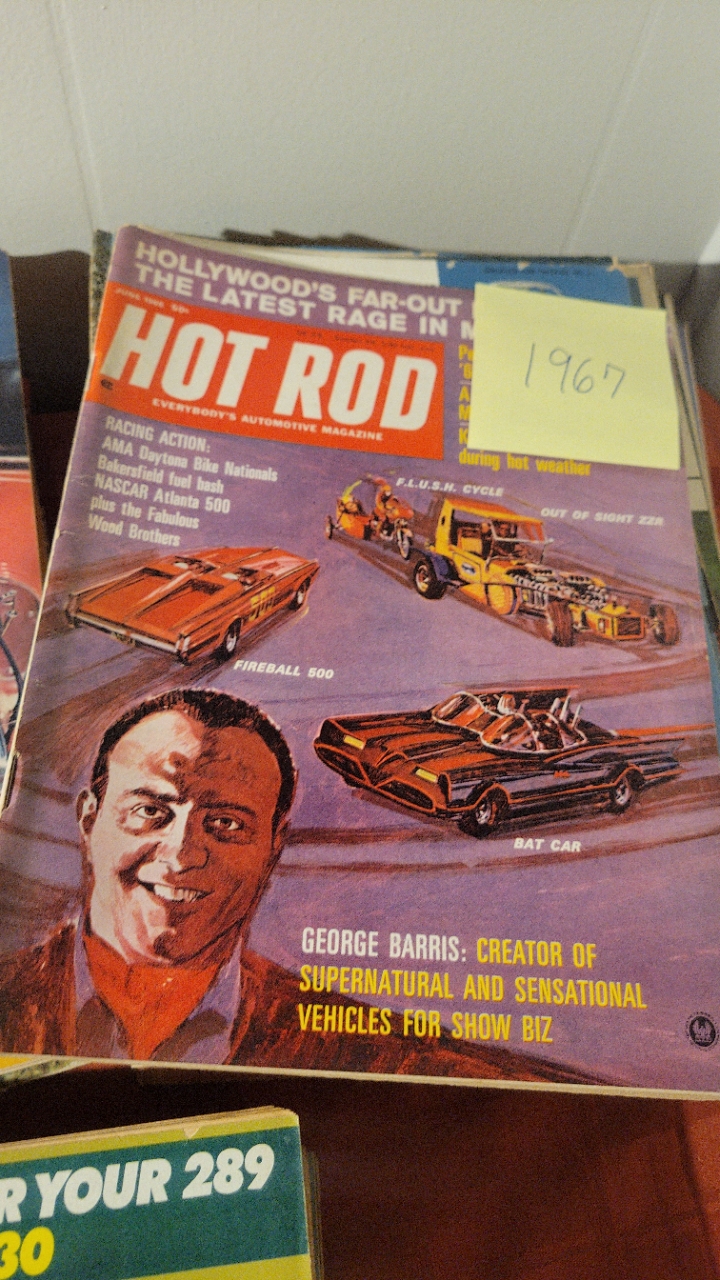 HOLLYWOOD'S FAR-OUT
THE LATEST RAGE IN M
50¢
HOT ROD
EVERYBODY'S AUTOMOTIVE MAGAZINE
1967
during hot weather
RACING ACTION:
AMA Daytona Bike Nationals
Bakersfield fuel bash
NASCAR Atlanta 500
plus the Fabulous
Wood Brothers
F.L.U.S.H. CYCLE
OUT OF SIGHT ZZR
FIREBALL 500
BAT CAR
GEORGE BARRIS: CREATOR OF
SUPERNATURAL AND SENSATIONAL
VEHICLES FOR SHOW BIZ
R YOUR 289
30